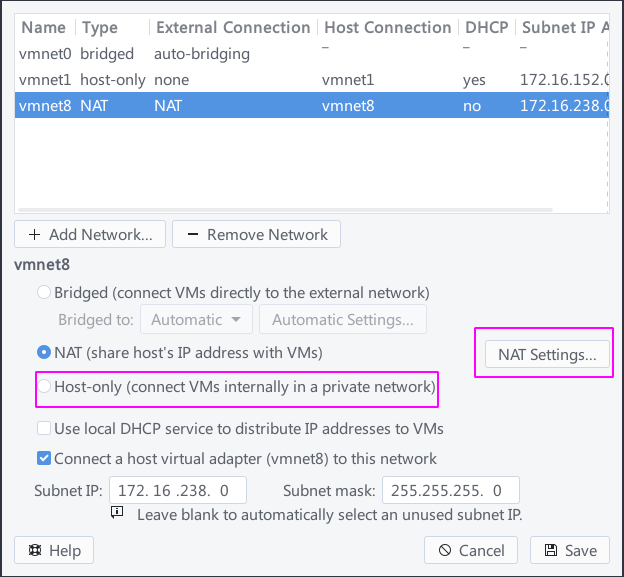 Name Type External Connection Host Connection DHCP Subnet IP A
vmnet0 bridged auto-bridging – – –
vmnet1 host-only none vmnet1 yes 172.16.152.0
vmnet8 NAT NAT vmnet8 no 172.16.238.0
+ Add Network... − Remove Network
vmnet8
Bridged (connect VMs directly to the external network)
Bridged to: Automatic Automatic Settings...
NAT (share host's IP address with VMs)
NAT Settings...
Host-only (connect VMs internally in a private network)
Use local DHCP service to distribute IP addresses to VMs
Connect a host virtual adapter (vmnet8) to this network
Subnet IP: 172. 16 .238. 0 Subnet mask: 255.255.255. 0
Leave blank to automatically select an unused subnet IP.
Help Cancel Save